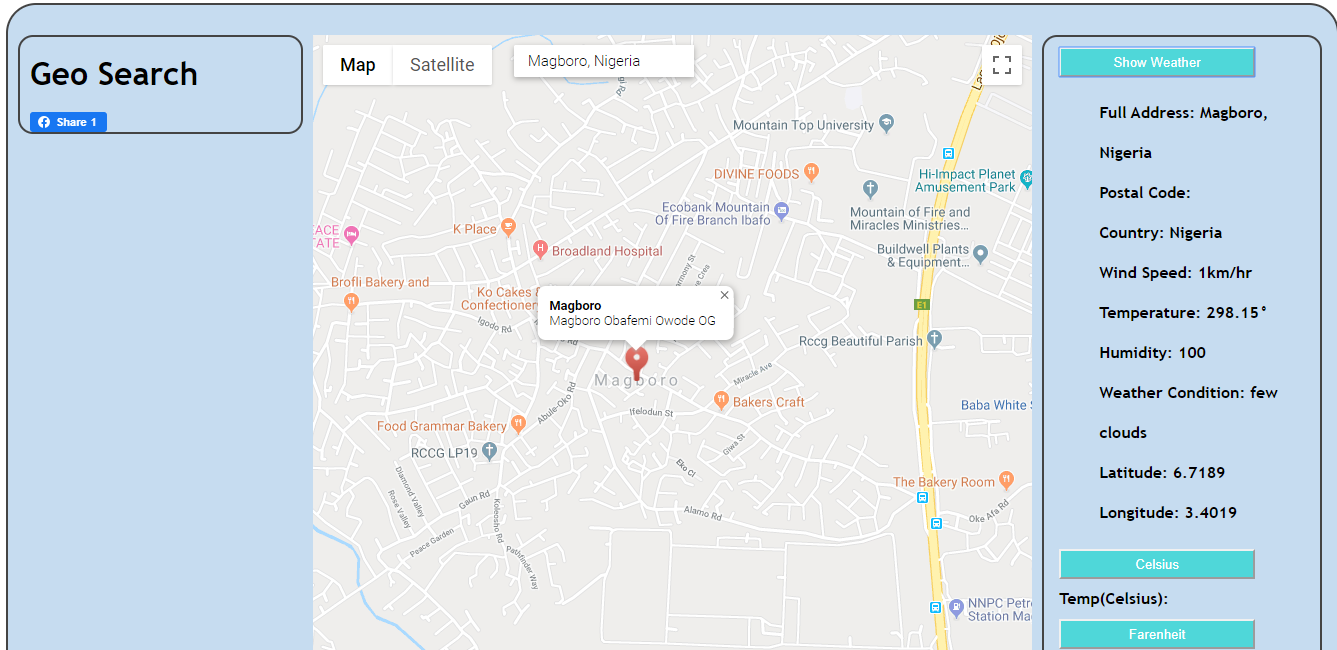 Geo Search
Share 1
Map
Satellite
Magboro, Nigeria
Mountain Top University
DIVINE FOODS
Hi-Impact Planet
Amusement Park
Ecobank Mountain
Of Fire Branch Ibafo
Mountain of Fire and
Miracles Ministries...
K Place
ACE
ATE
Broadland Hospital
Buildwell Plants
& Equipment...
Brofli Bakery and
Ko Cakes &
Confectioner
Igodo Rd
Magboro
Magboro Obafemi Owode OG
E1
Rccg Beautiful Parish
Magboro
Miracle Ave
Abule-Oko Rd
Bakers Craft
Ifelodun St
Baba White
Food Grammar Bakery
RCCG LP19
Giwa St
Eko Cl
Diamond Valley
Rose Valley
Gaun Rd
Koleosho Rd
The Bakery Room
Alamo Rd
Oke Afa Rd
Peace Garden
Pathfinder Way
NNPC Petro
Station Ma
Show Weather
Full Address: Magboro,
Nigeria
Postal Code:
Country: Nigeria
Wind Speed: 1km/hr
Temperature: 298.15°
Humidity: 100
Weather Condition: few
clouds
Latitude: 6.7189
Longitude: 3.4019
Celsius
Temp(Celsius):
Farenheit